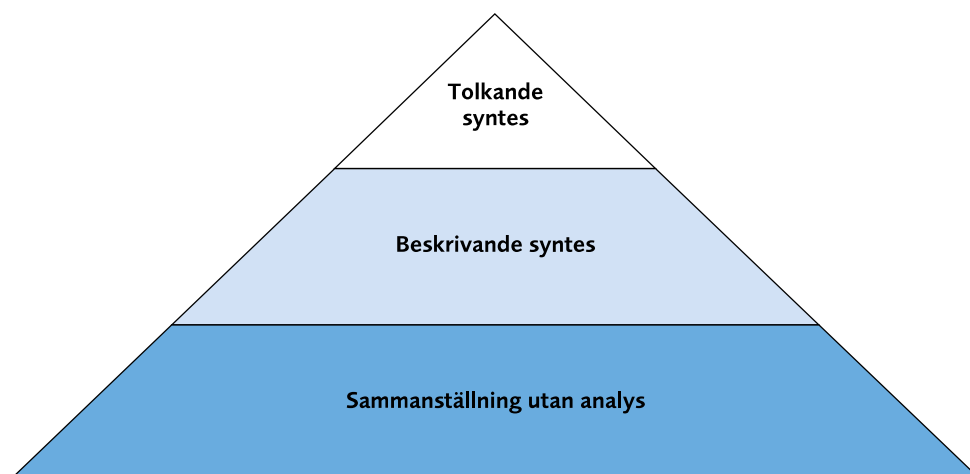 Tolkande
syntes
Beskrivande syntes
Sammanställning utan analys